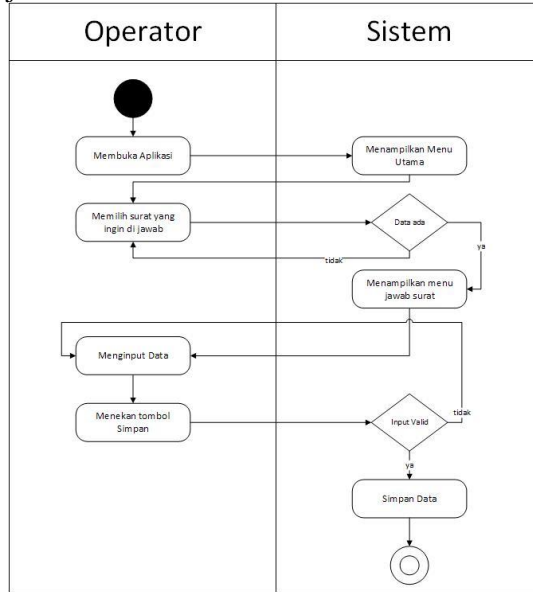 Operator
Sistem
Membuka Aplikasi
Menampilkan Menu
Utama
Memilih surat yang
ingin di jawab
Data ada
tidak
ya
Menampilkan menu
jawab surat
Menginput Data
Menekan tombol
Simpan
Input Valid
tidak
ya
Simpan Data